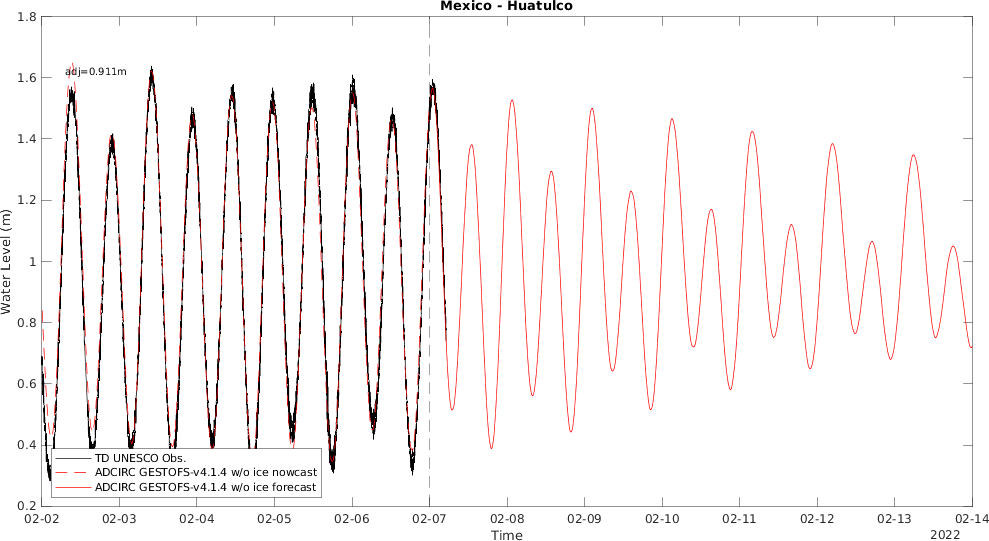 Mexico - Huatulco
1.8
1.6
1.4
1.2
1
0.8
0.6
0.4
0.2
Water Level (m)
adj=0.911m
TD UNESCO Obs.
ADCIRC GESTOFS-v4.1.4 w/o ice nowcast
ADCIRC GESTOFS-v4.1.4 w/o ice forecast
02-02 02-03 02-04 02-05 02-06 02-07 02-08 02-09 02-10 02-11 02-12 02-13 02-14
Time
2022